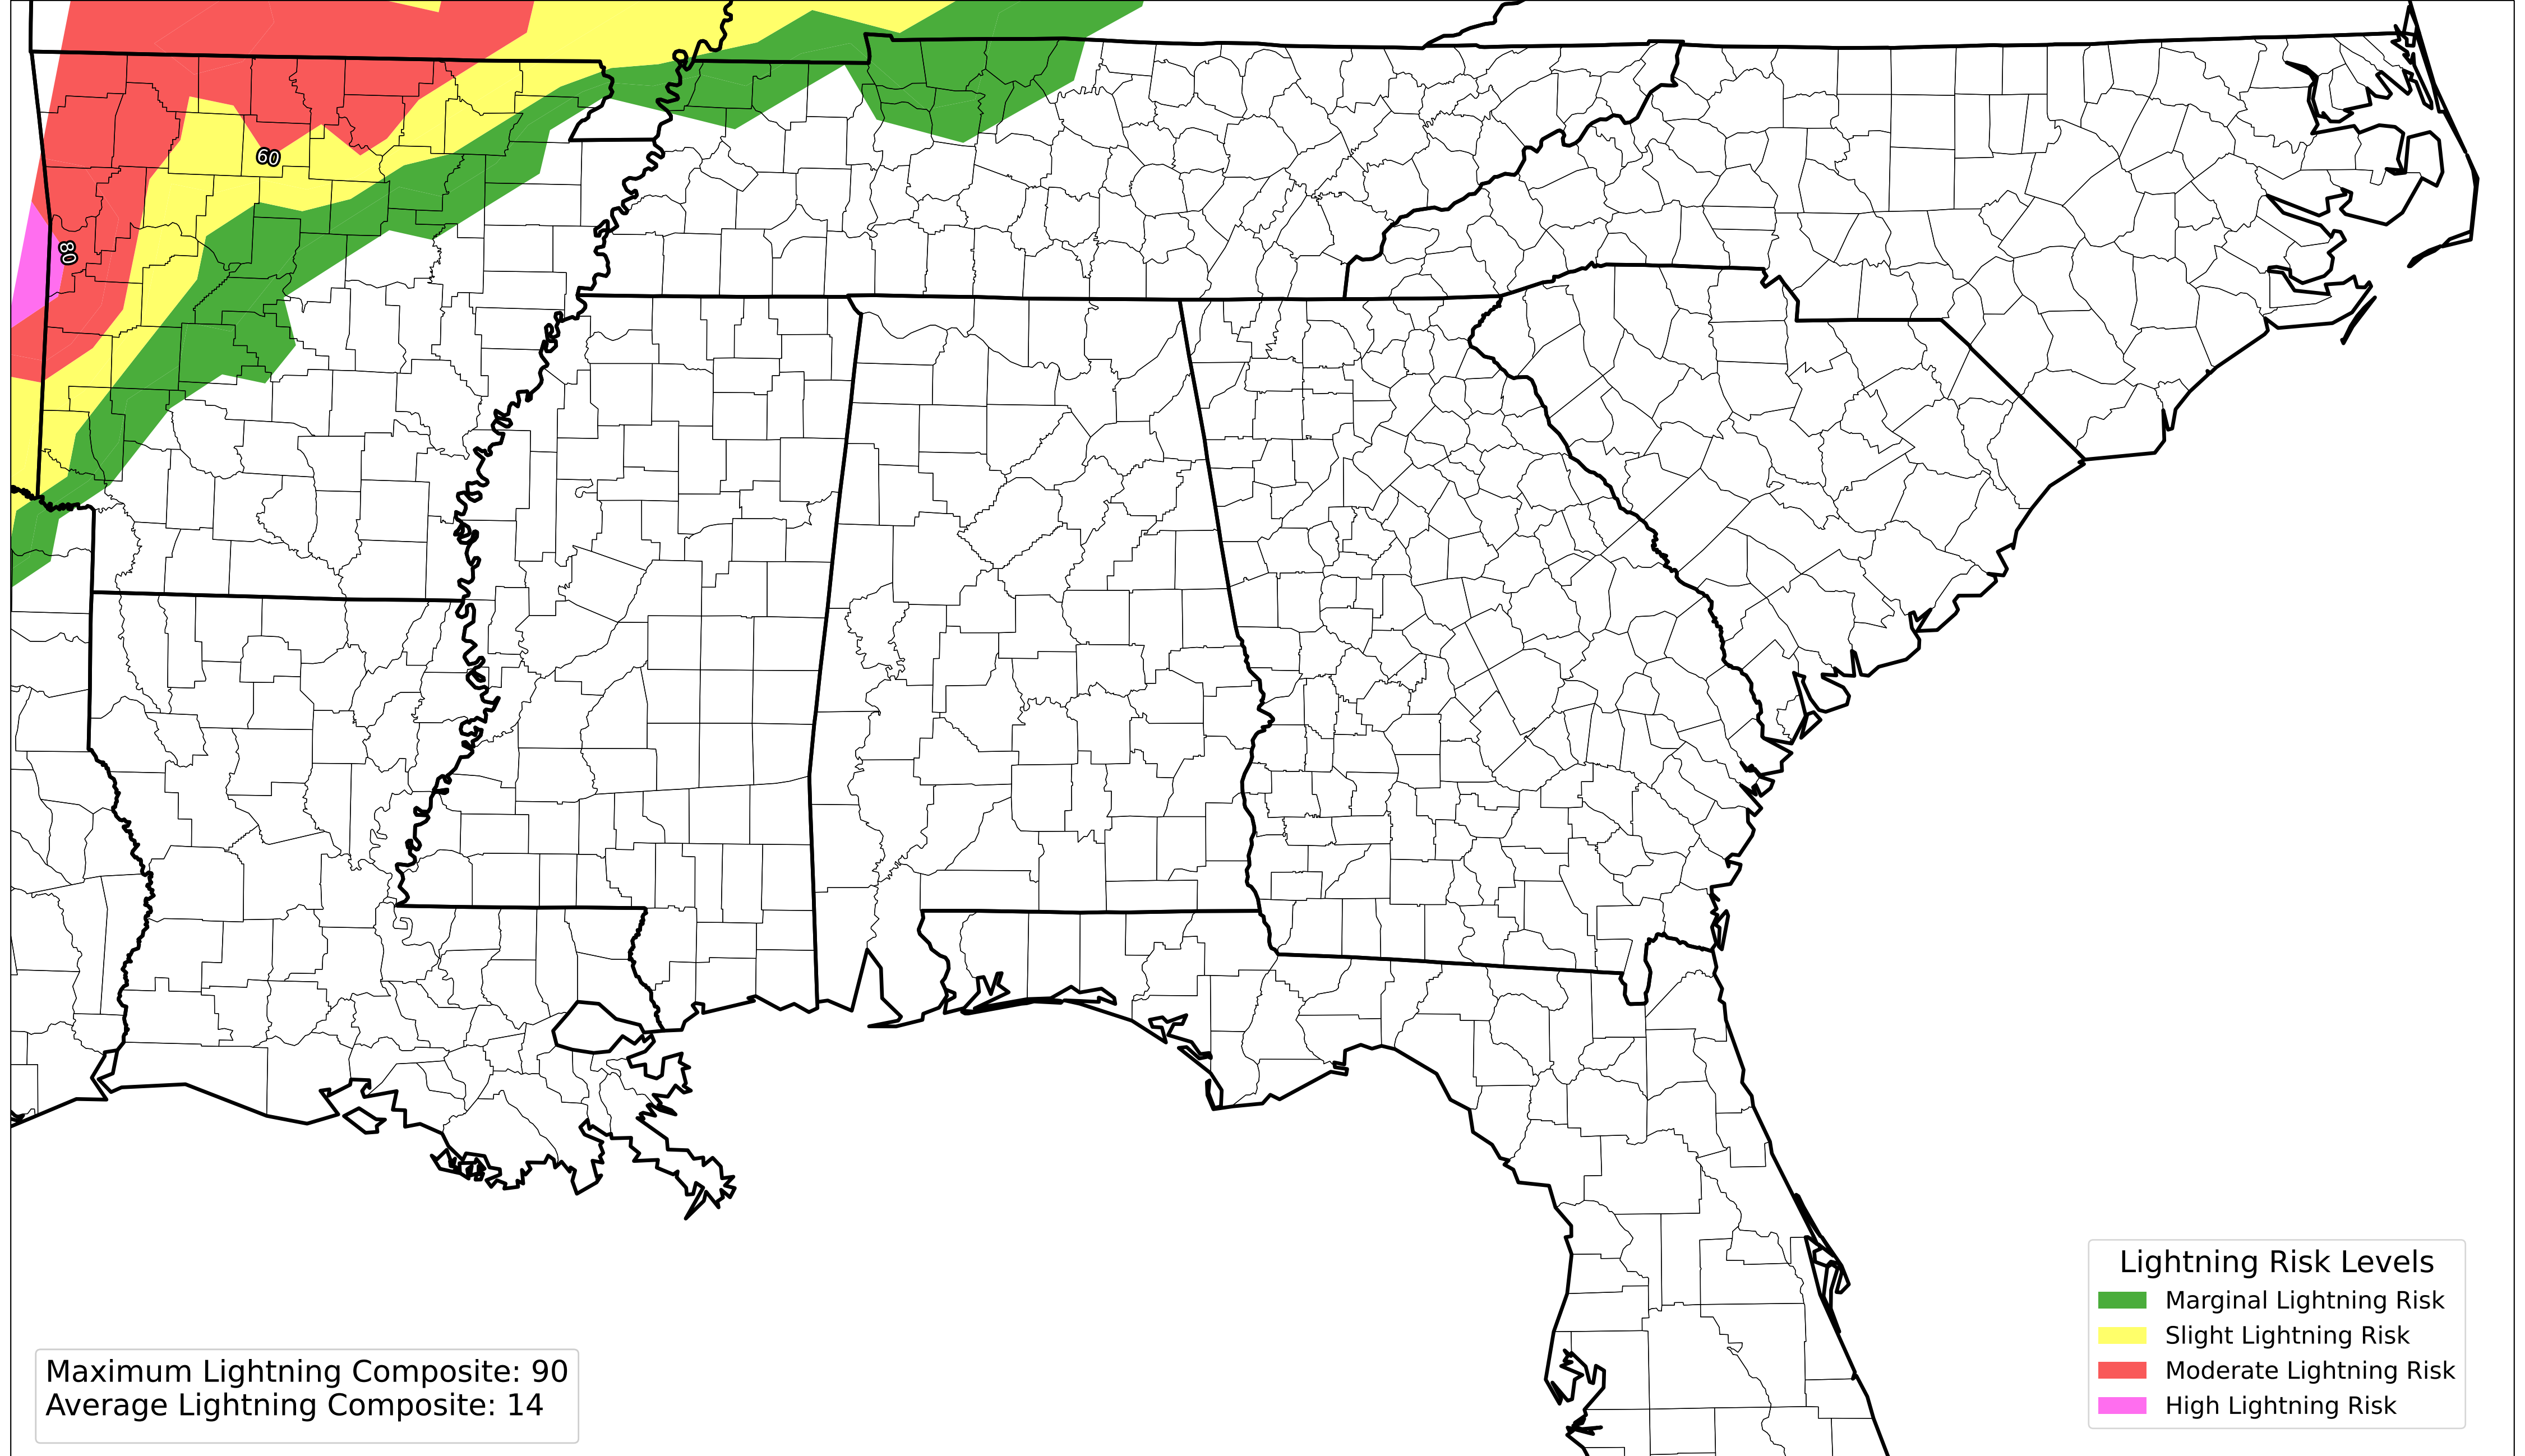 60
80
Lightning Risk Levels
Marginal Lightning Risk
Slight Lightning Risk
Moderate Lightning Risk
High Lightning Risk
Maximum Lightning Composite: 90
Average Lightning Composite: 14